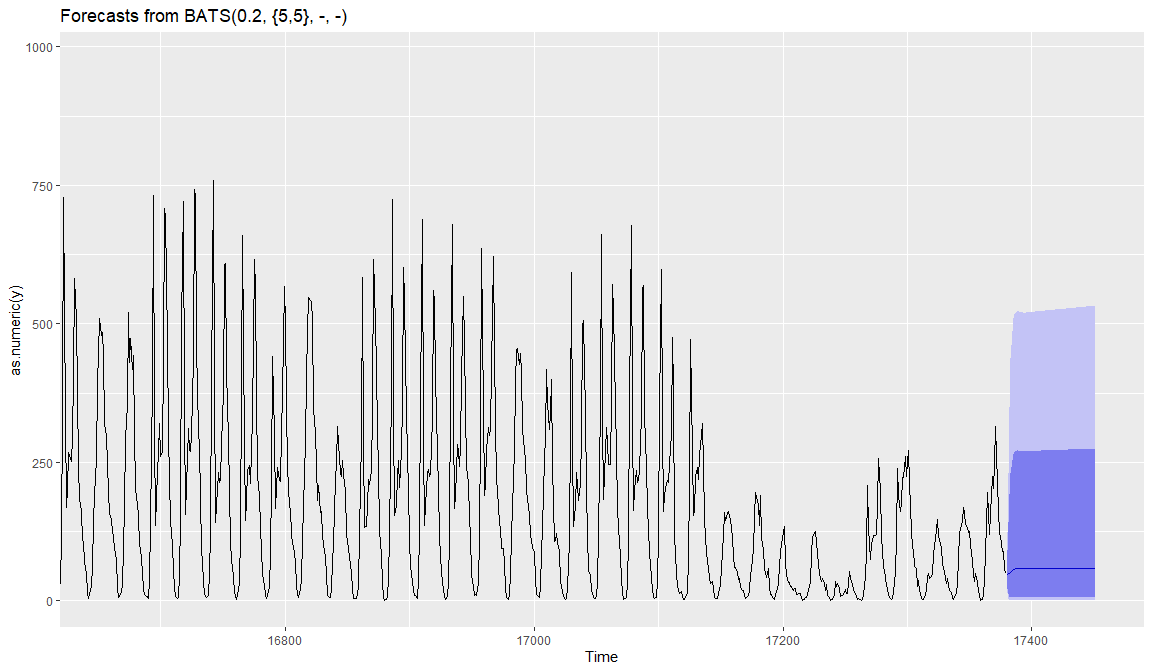 Forecasts from BATS(0.2, {5,5}, -, -)
1000
750
500
250
0
as.numeric(y)
16800 17000 17200 17400
Time